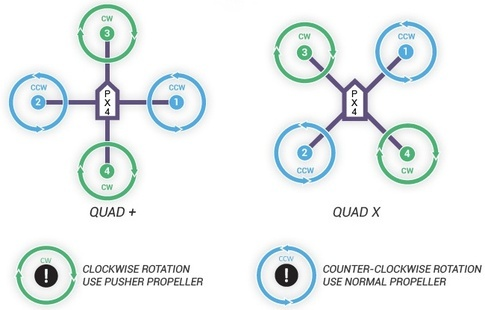 CW
3
CCW
2
P
X
4
CCW
1
4
CW
QUAD +
CW
3
CCW
1
P
X
4
2
CCW
4
CW
QUAD X
CW
!
CLOCKWISE ROTATION
USE PUSHER PROPELLER
CCW
!
COUNTER-CLOCKWISE ROTATION
USE NORMAL PROPELLER